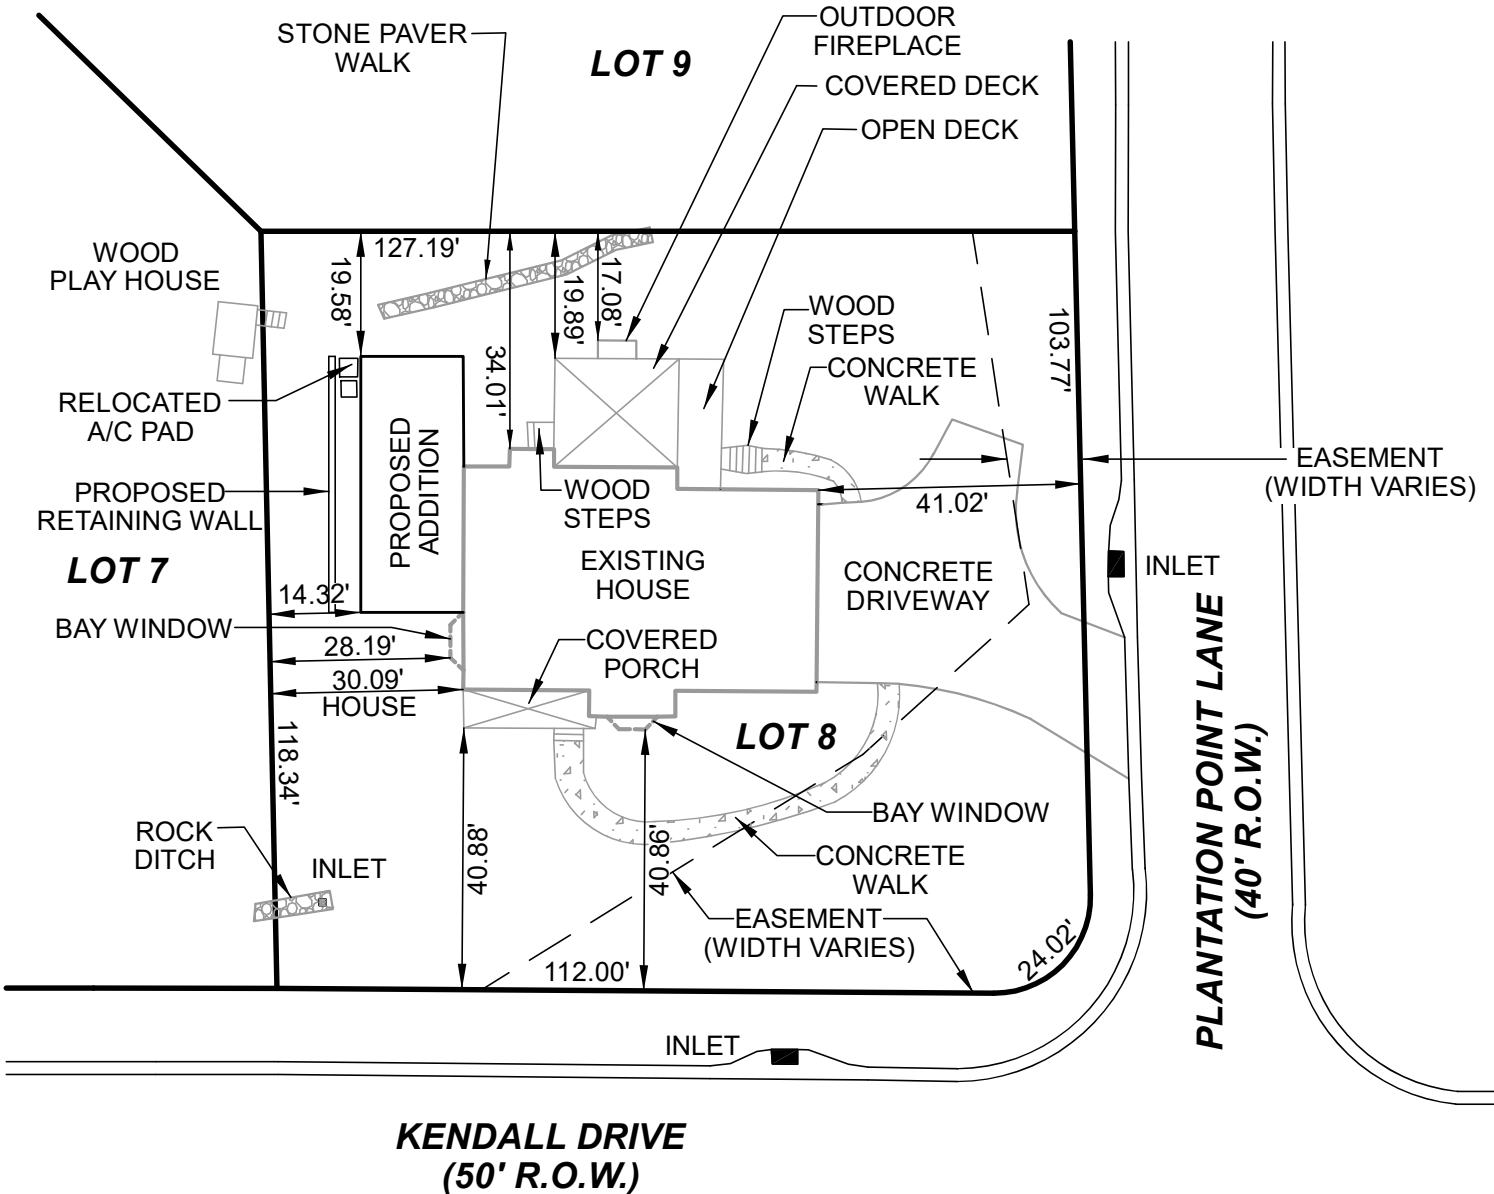 STONE PAVER
WALK
LOT 9
OUTDOOR
FIREPLACE
COVERED DECK
OPEN DECK
WOOD
PLAY HOUSE
127.19'
19.58'
34.01'
19.89'
17.08'
WOOD
STEPS
CONCRETE
WALK
103.77'
RELOCATED
A/C PAD
PROPOSED
ADDITION
PROPOSED
RETAINING WALL
WOOD
STEPS
41.02'
EASEMENT
(WIDTH VARIES)
LOT 7
EXISTING
HOUSE
CONCRETE
DRIVEWAY
INLET
14.32'
BAY WINDOW
28.19'
30.09'
HOUSE
COVERED
PORCH
LOT 8
118.34'
PLANTATION POINT LANE
(40' R.O.W.)
ROCK
DITCH
INLET
40.88'
40.86'
BAY WINDOW
CONCRETE
WALK
EASEMENT
(WIDTH VARIES)
112.00'
24.02'
INLET
KENDALL DRIVE
(50' R.O.W.)